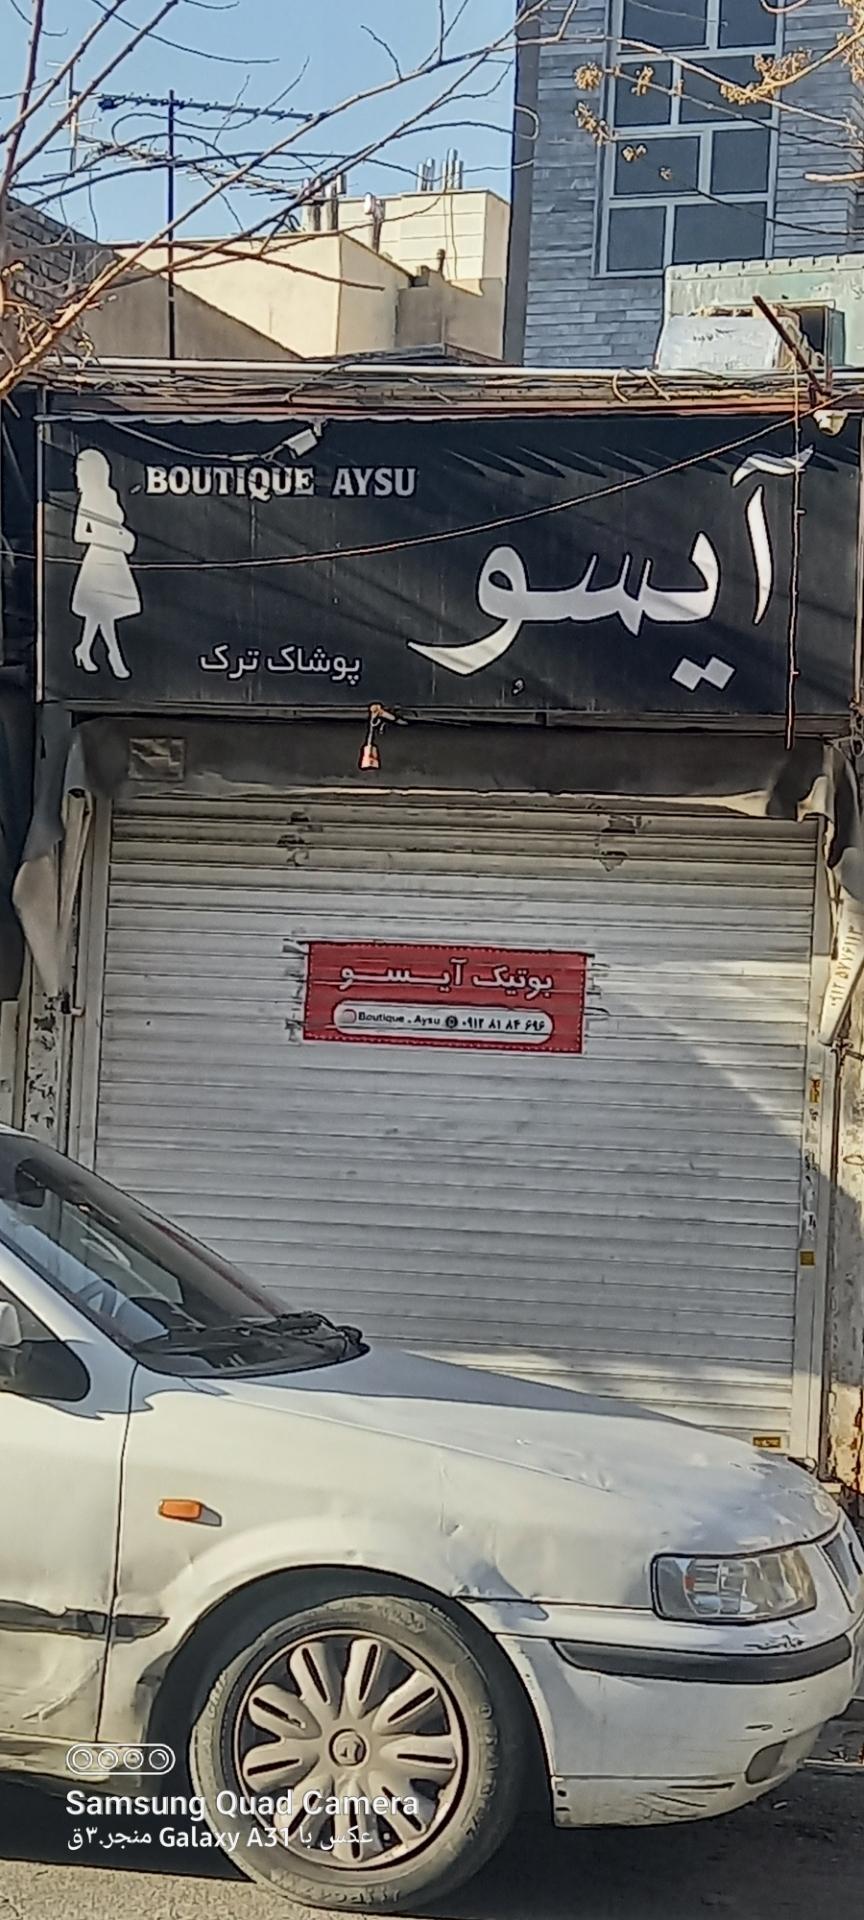 BOUTIQUE AYSU
آیسو
پوشاک ترک
بوتیک آیسو
Boutique . Aysu ۰۹۱۲ ۸۱ ۸۴ ۶۹۶
Samsung Quad Camera
عکس با Galaxy A31 منجر.۳ق